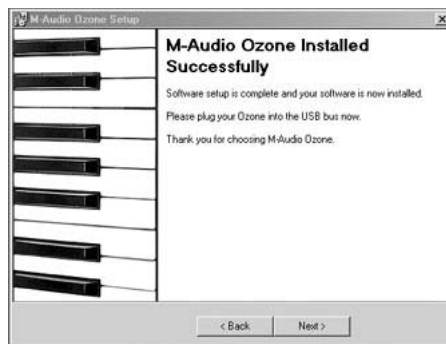 M-Audio Ozone Setup
M-Audio Ozone Installed
Successfully
Software setup is complete and your software is now installed.
Please plug your Ozone into the USB bus now.
Thank you for choosing M-Audio Ozone.
< Back
Next >